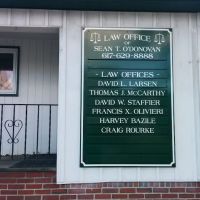 LAW OFFICE
OF
SEAN T. O'DONOVAN
617-629-8888
- LAW OFFICES -
DAVID L. LARSEN
THOMAS J. McCARTHY
DAVID W. STAFFIER
FRANCIS X. OLIVIERI
HARVEY BAZILE
CRAIG ROURKE